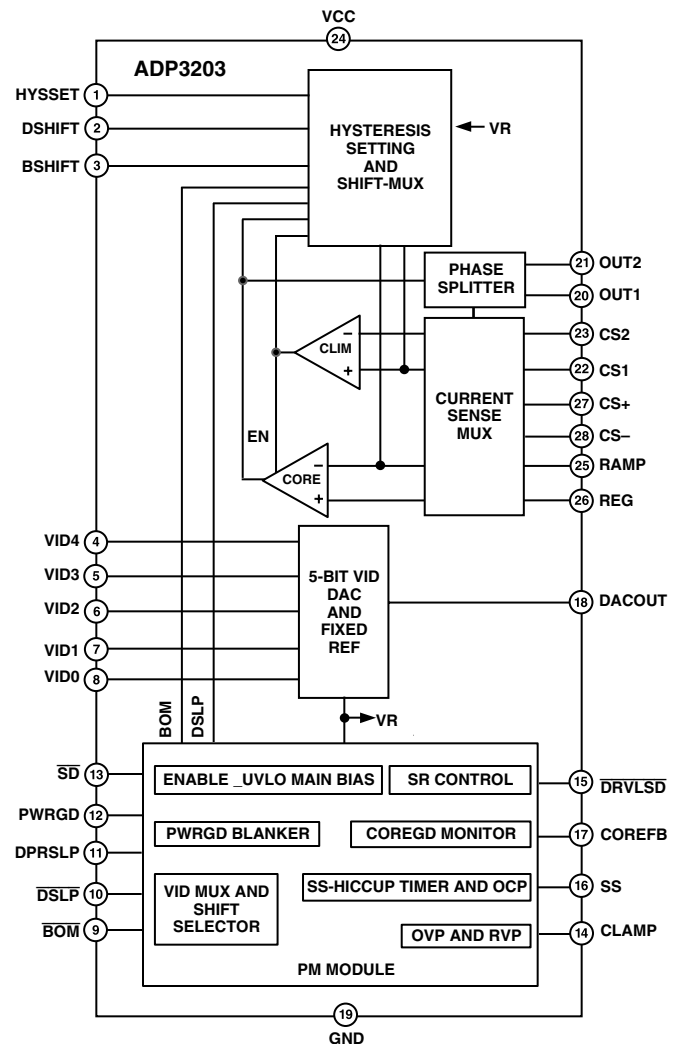 VCC
24
ADP3203
HYSSET 1
DSHIFT 2
BSHIFT 3
HYSTERESIS
SETTING
AND
SHIFT-MUX
VR
PHASE
SPLITTER
21 OUT2
20 OUT1
CLIM
−
+
CURRENT
SENSE
MUX
23 CS2
22 CS1
27 CS+
28 CS–
25 RAMP
26 REG
EN
CORE
−
+
VID4 4
VID3 5
VID2 6
VID1 7
VID0 8
5-BIT VID
DAC
AND
FIXED
REF
18 DACOUT
BOM
DSLP
VR
SD 13
PWRGD 12
DPRSLP 11
DSLP 10
BOM 9
ENABLE _UVLO MAIN BIAS
SR CONTROL
PWRGD BLANKER
COREGD MONITOR
VID MUX AND
SHIFT
SELECTOR
SS-HICCUP TIMER AND OCP
OVP AND RVP
PM MODULE
15 DRVLSD
17 COREFB
16 SS
14 CLAMP
19
GND